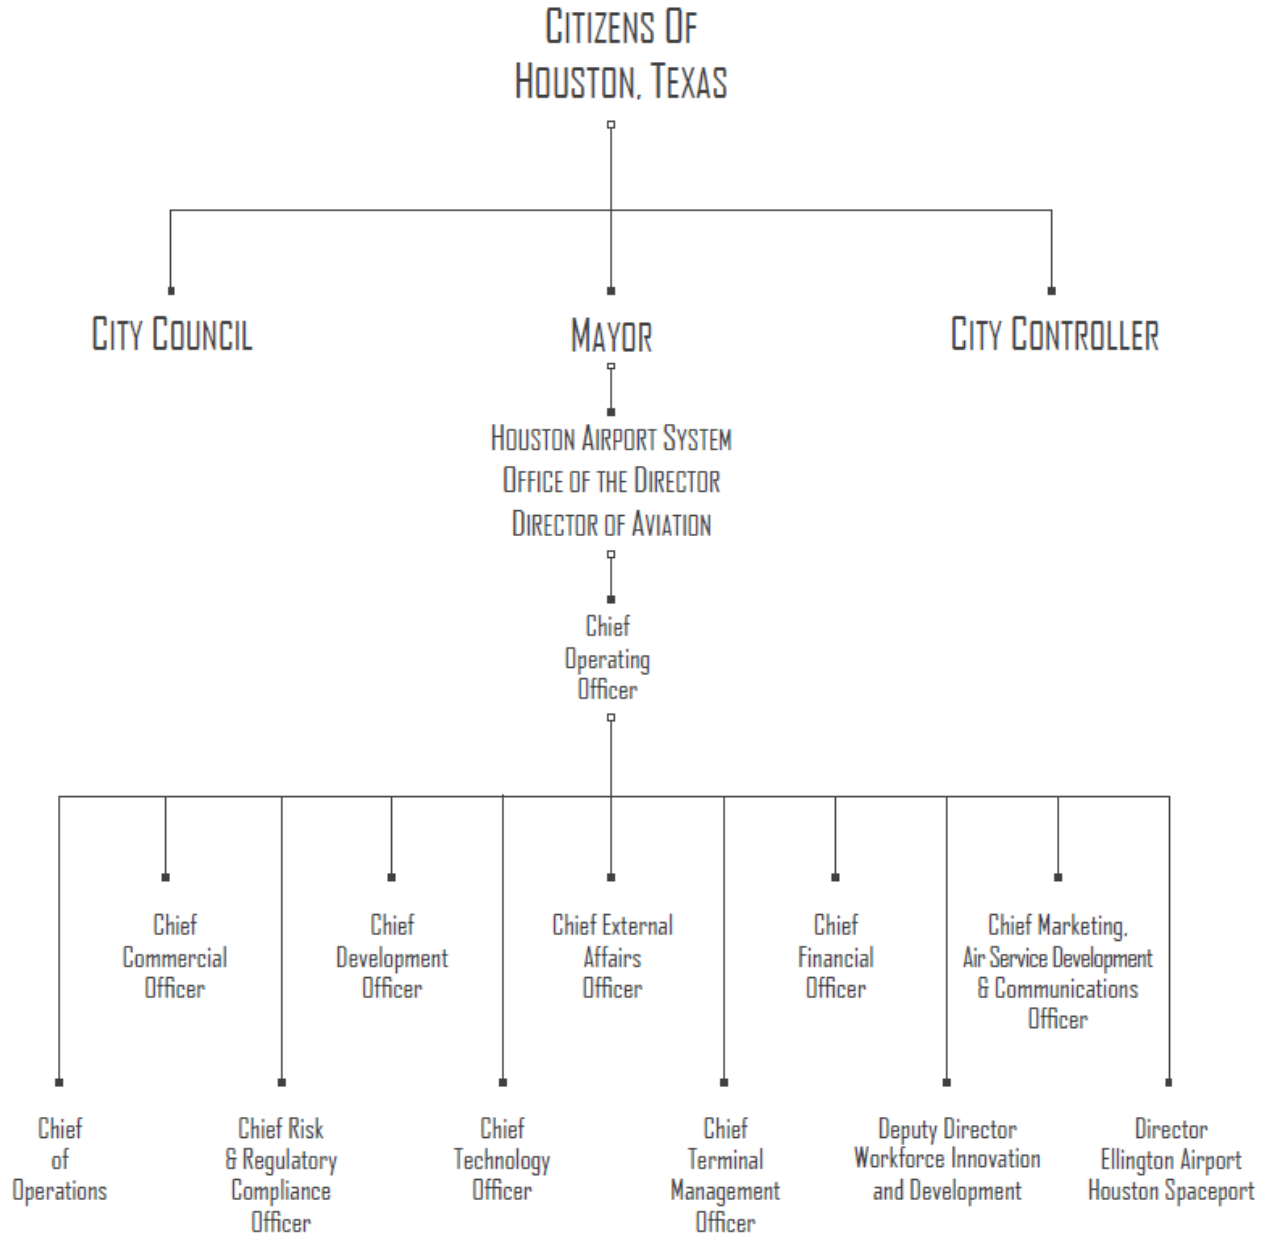 CITIZENS OF
HOUSTON, TEXAS
CITY COUNCIL
MAYOR
CITY CONTROLLER
HOUSTON AIRPORT SYSTEM
OFFICE OF THE DIRECTOR
DIRECTOR OF AVIATION
Chief
Operating
Officer
Chief
Commercial
Officer
Chief
Development
Officer
Chief External
Affairs
Officer
Chief
Financial
Officer
Chief Marketing,
Air Service Development
& Communications
Officer
Chief
of
Operations
Chief Risk
& Regulatory
Compliance
Officer
Chief
Technology
Officer
Chief
Terminal
Management
Officer
Deputy Director
Workforce Innovation
and Development
Director
Ellington Airport
Houston Spaceport